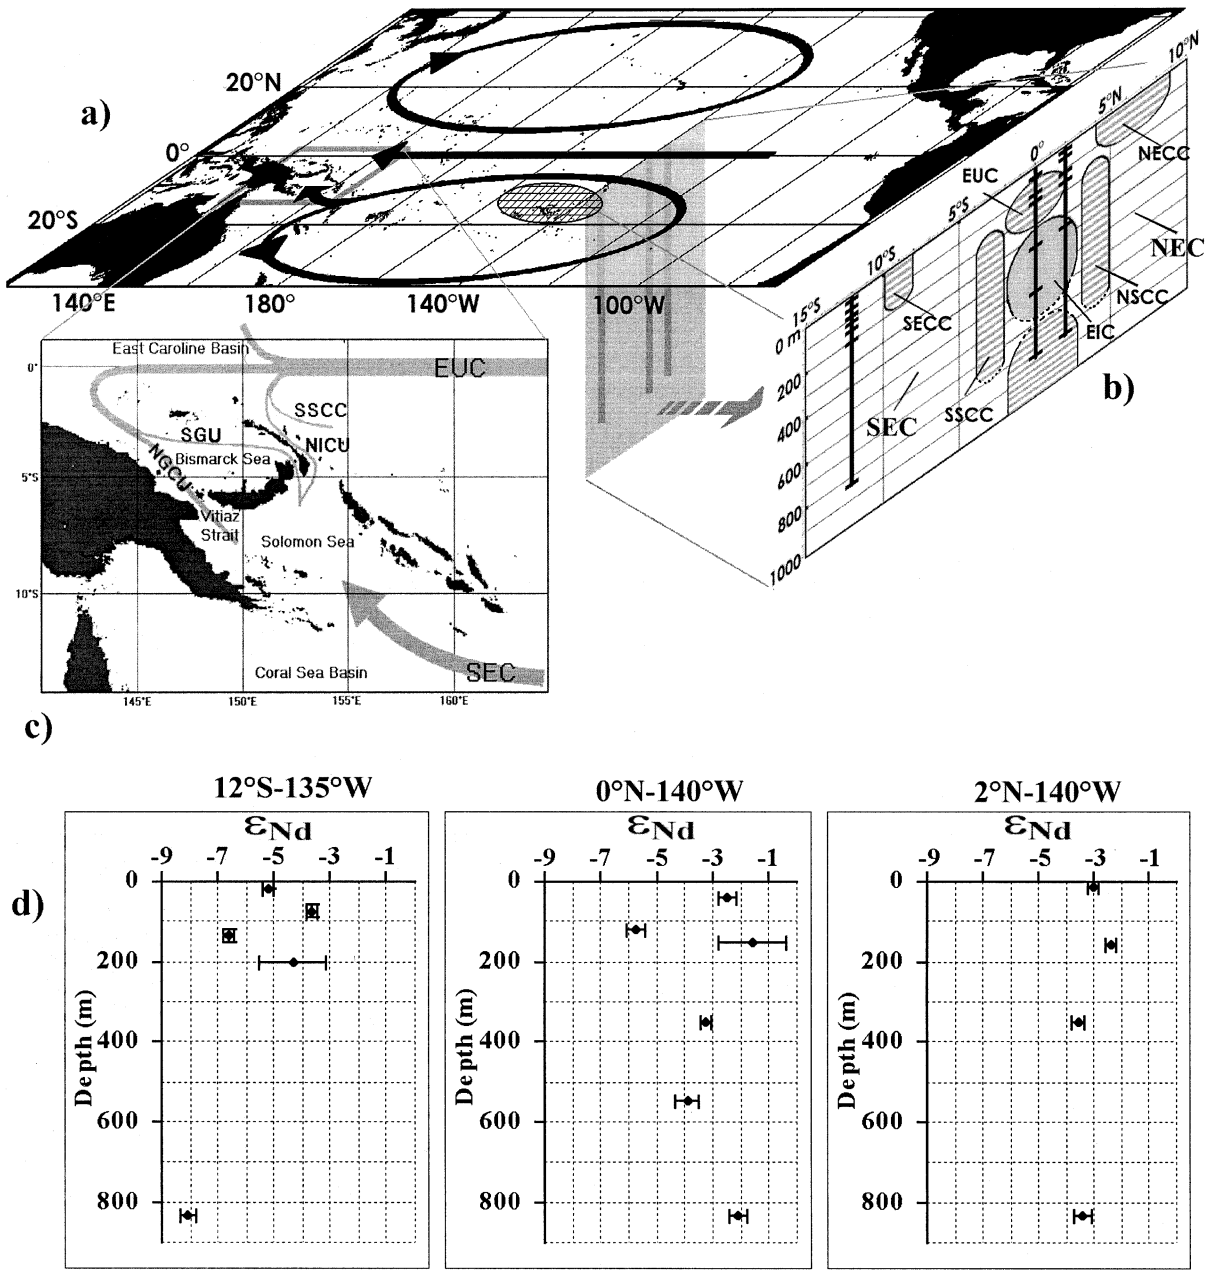 a)
20°N
0°
20°S
140°E
180°
140°W
100°W
10°N
5°N
0°
5°S
10°S
15°S
NECC
EUC
NEC
NSCC
SECC
EIC
SEC
SSCC
b)
0 m
200
400
600
800
1000
East Caroline Basin
EUC
0°
SSCC
SGU
NICU
NGCU
Bismarck Sea
5°S
Vitiaz
Strait
Solomon Sea
10°S
SEC
Coral Sea Basin
145°E
150°E
155°E
160°E
c)
d)
12°S-135°W
εNd
-9 -7 -5 -3 -1
0
200
400
600
800
Depth (m)
0°N-140°W
εNd
-9 -7 -5 -3 -1
0
200
400
600
800
Depth (m)
2°N-140°W
εNd
-9 -7 -5 -3 -1
0
200
400
600
800
Depth (m)